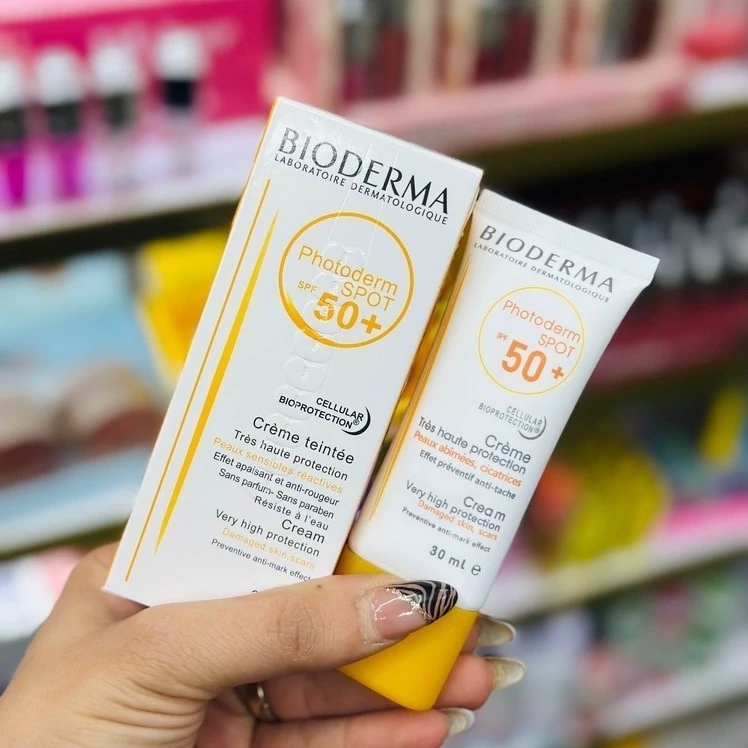 BIODERMA
LABORATOIRE DERMATOLOGIQUE
Photoderm
SPOT
SPF 50+
CELLULAR
BIOPROTECTION®
Crème teintée
Très haute protection
Peaux sensibles réactives
Effet apaisant et anti-rougeur
Sans parfum- Sans paraben
Résiste à l'eau
Cream
Very high protection
Damaged skin, scars
Preventive anti-mark effect
BIODERMA
LABORATOIRE DERMATOLOGIQUE
Photoderm
SPOT
SPF 50+
CELLULAR
BIOPROTECTION®
Crème
Très haute protection
Peaux abîmées, cicatrices
Effet préventif anti-tache
Cream
Very high protection
Damaged skin, scars
Preventive anti-mark effect
30 ml e